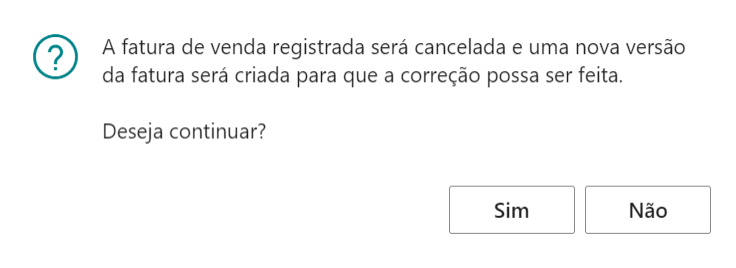 A fatura de venda registrada será cancelada e uma nova versão
da fatura será criada para que a correção possa ser feita.
Deseja continuar?
Sim
Não